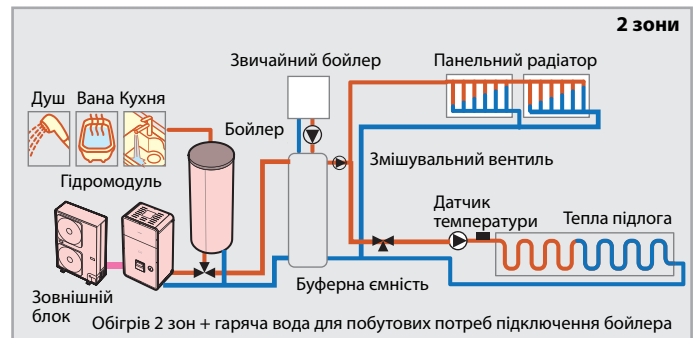 2 зони
Звичайний бойлер
Панельний радіатор
Душ Вана Кухня
Бойлер
Змішувальний вентиль
Гідромодуль
Датчик
температури
Тепла підлога
Зовнішній
блок
Буферна ємність
Обігрів 2 зон + гаряча вода для побутових потреб підключення бойлера